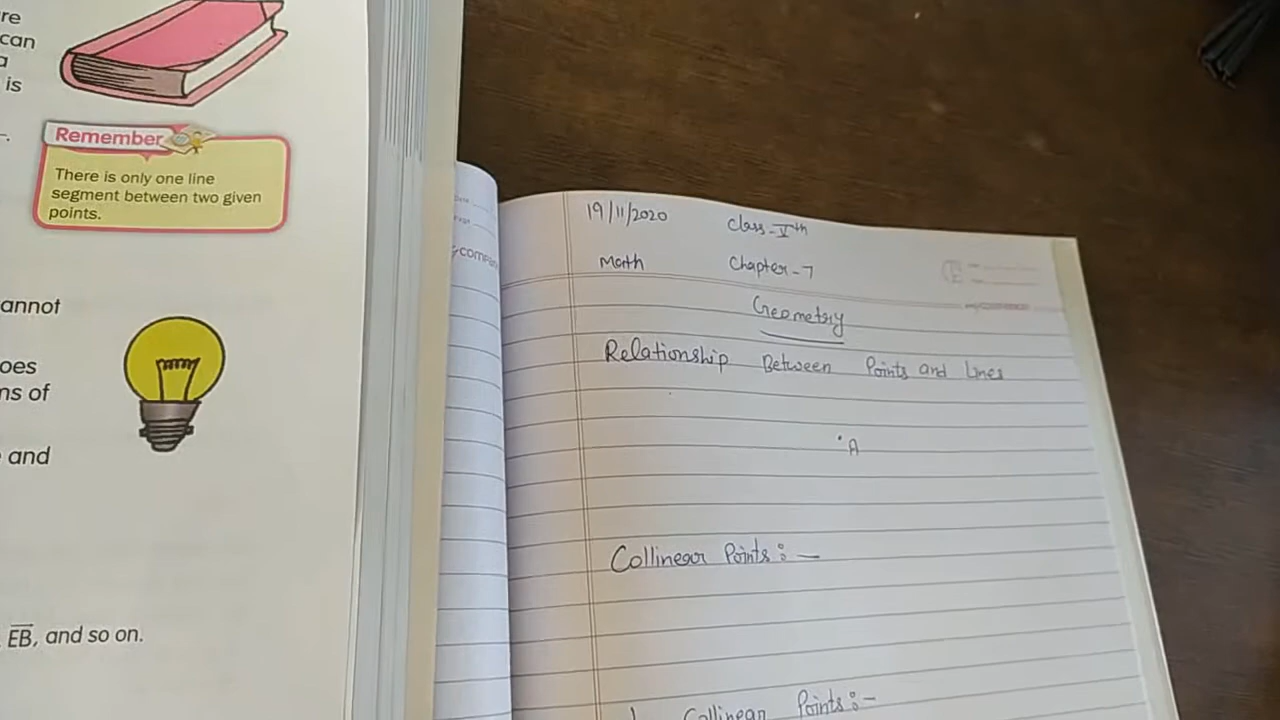 re
can
a
is
Remember
There is only one line
segment between two given
points.
annot
oes
ns of
and
EB, and so on.
19/11/2020 Class-Vth
Math Chapter-7
Geometry
Relationship Between Points and Lines
A
Collinear Points:-
Collinear Points:-